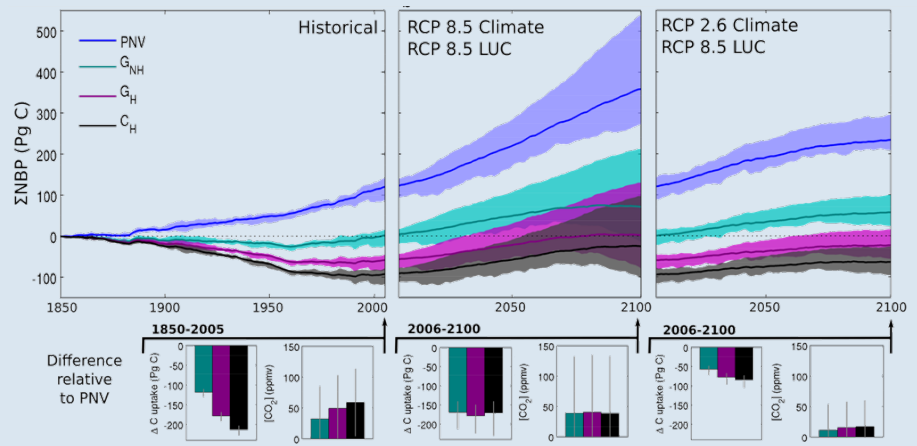 Historical
RCP 8.5 Climate
RCP 8.5 LUC
RCP 2.6 Climate
RCP 8.5 LUC
ΣNBP (Pg C)
500
400
300
200
100
0
-100
PNV
G_NH
G_H
C_H
1850 1900 1950 2000
2050 2100
2050 2100
Difference
relative
to PNV
1850-2005
2006-2100
2006-2100
Δ C uptake (Pg C)
0
-50
-100
-150
-200
[CO₂] (ppmv)
150
100
50
0
Δ C uptake (Pg C)
0
-50
-100
-150
-200
[CO₂] (ppmv)
150
100
50
0
Δ C uptake (Pg C)
0
-50
-100
-150
-200
[CO₂] (ppmv)
150
100
50
0